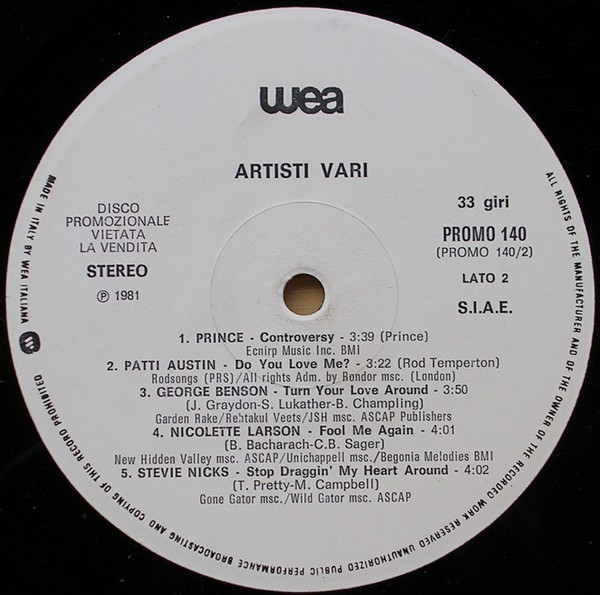 wea
ARTISTI VARI
DISCO
PROMOZIONALE
VIETATA
LA VENDITA
STEREO
℗ 1981
33 giri
PROMO 140
(PROMO 140/2)
LATO 2
S.I.A.E.
1. PRINCE - Controversy - 3:39 (Prince)
Ecnirp Music Inc. BMI
2. PATTI AUSTIN - Do You Love Me? - 3:22 (Rod Temperton)
Rodsongs (PRS)/All rights Adm. by Rondor msc. (London)
3. GEORGE BENSON - Turn Your Love Around - 3:50
(J. Graydon-S. Lukather-B. Champling)
Garden Rake/Rehtakul Veets/JSH msc. ASCAP Publishers
4. NICOLETTE LARSON - Fool Me Again - 4:01
(B. Bacharach-C.B. Sager)
New Hidden Valley msc. ASCAP/Unichappell msc./Begonia Melodies BMI
5. STEVIE NICKS - Stop Draggin' My Heart Around - 4:02
(T. Pretty-M. Campbell)
Gone Gator msc./Wild Gator msc. ASCAP
MADE IN ITALY BY WEA ITALIANA
ALL RIGHTS OF THE MANUFACTURER AND OF THE OWNER OF THE RECORDED WORK RESERVED UNAUTHORIZED PUBLIC PERFORMANCE BROADCASTING AND COPYING OF THIS RECORD PROHIBITED